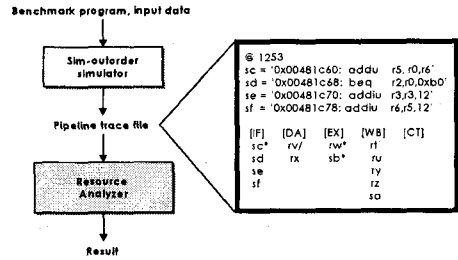 Benchmark program, input data
Sim-outorder
simulator
Pipeline trace file
Resource
Analyzer
Result
@ 1253
sc = '0x00481c60: addu r5, r0,r6'
sd = '0x00481c68: beq r2,r0,0xb0'
se = '0x00481c70: addiu r3,r3,12'
sf = '0x00481c78: addiu r6,r5,12'
[IF] [DA] [EX] [WB] [CT]
sc* rv/ rw* rt
sd rx sb* ru
se ry
sf rz
sa